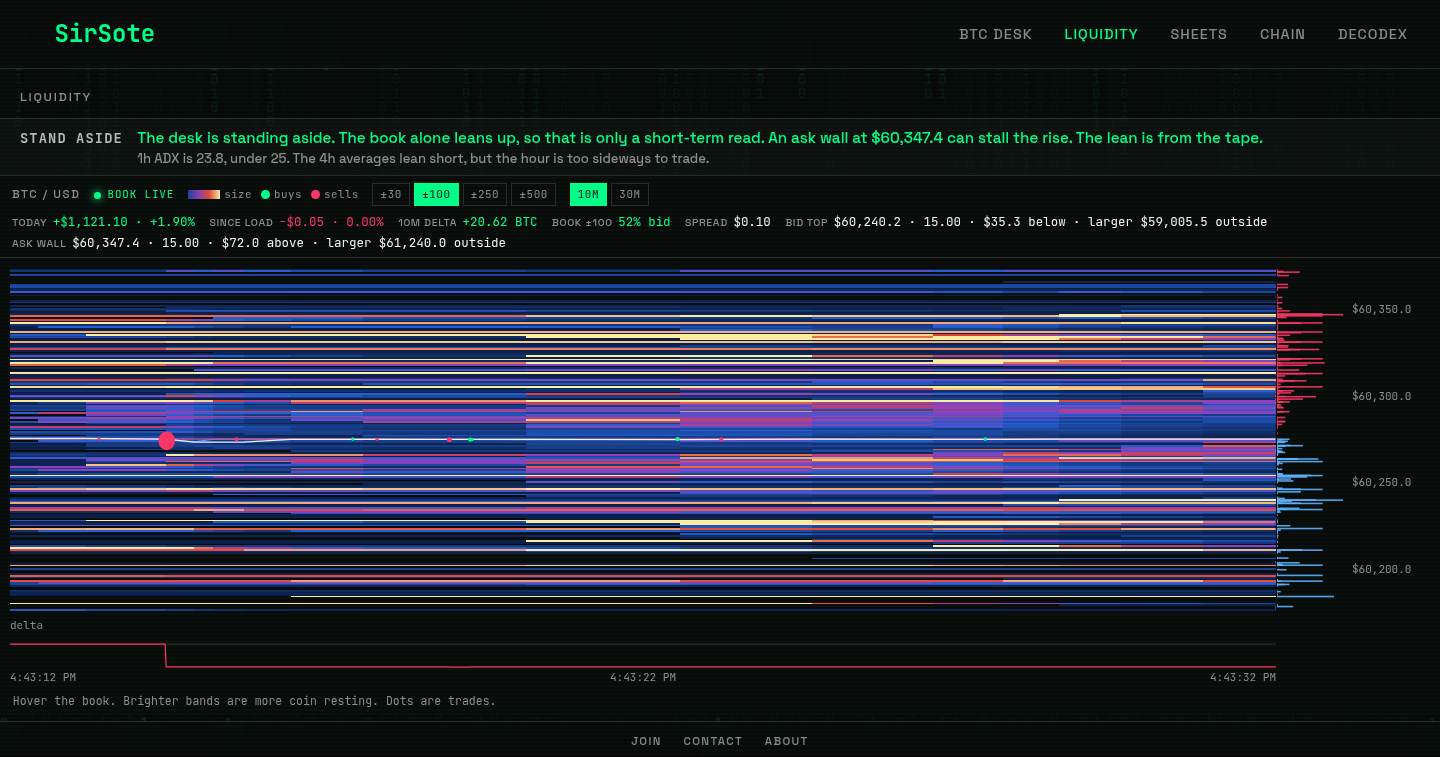 SirSote
BTC DESK LIQUIDITY SHEETS CHAIN DECODEX
LIQUIDITY
STAND ASIDE The desk is standing aside. The book alone leans up, so that is only a short-term read. An ask wall at $60,347.4 can stall the rise. The lean is from the tape.
1h ADX is 23.8, under 25. The 4h averages lean short, but the hour is too sideways to trade.
BTC / USD BOOK LIVE size buys sells ±30 ±100 ±250 ±500 10M 30M
TODAY +$1,121.10 · +1.90% SINCE LOAD -$0.05 · 0.00% 10M DELTA +20.62 BTC BOOK ±100 52% bid SPREAD $0.10 BID TOP $60,240.2 · 15.00 · $35.3 below · larger $59,005.5 outside
ASK WALL $60,347.4 · 15.00 · $72.0 above · larger $61,240.0 outside
$60,350.0
$60,300.0
$60,250.0
$60,200.0
delta
4:43:12 PM 4:43:22 PM 4:43:32 PM
Hover the book. Brighter bands are more coin resting. Dots are trades.
JOIN CONTACT ABOUT